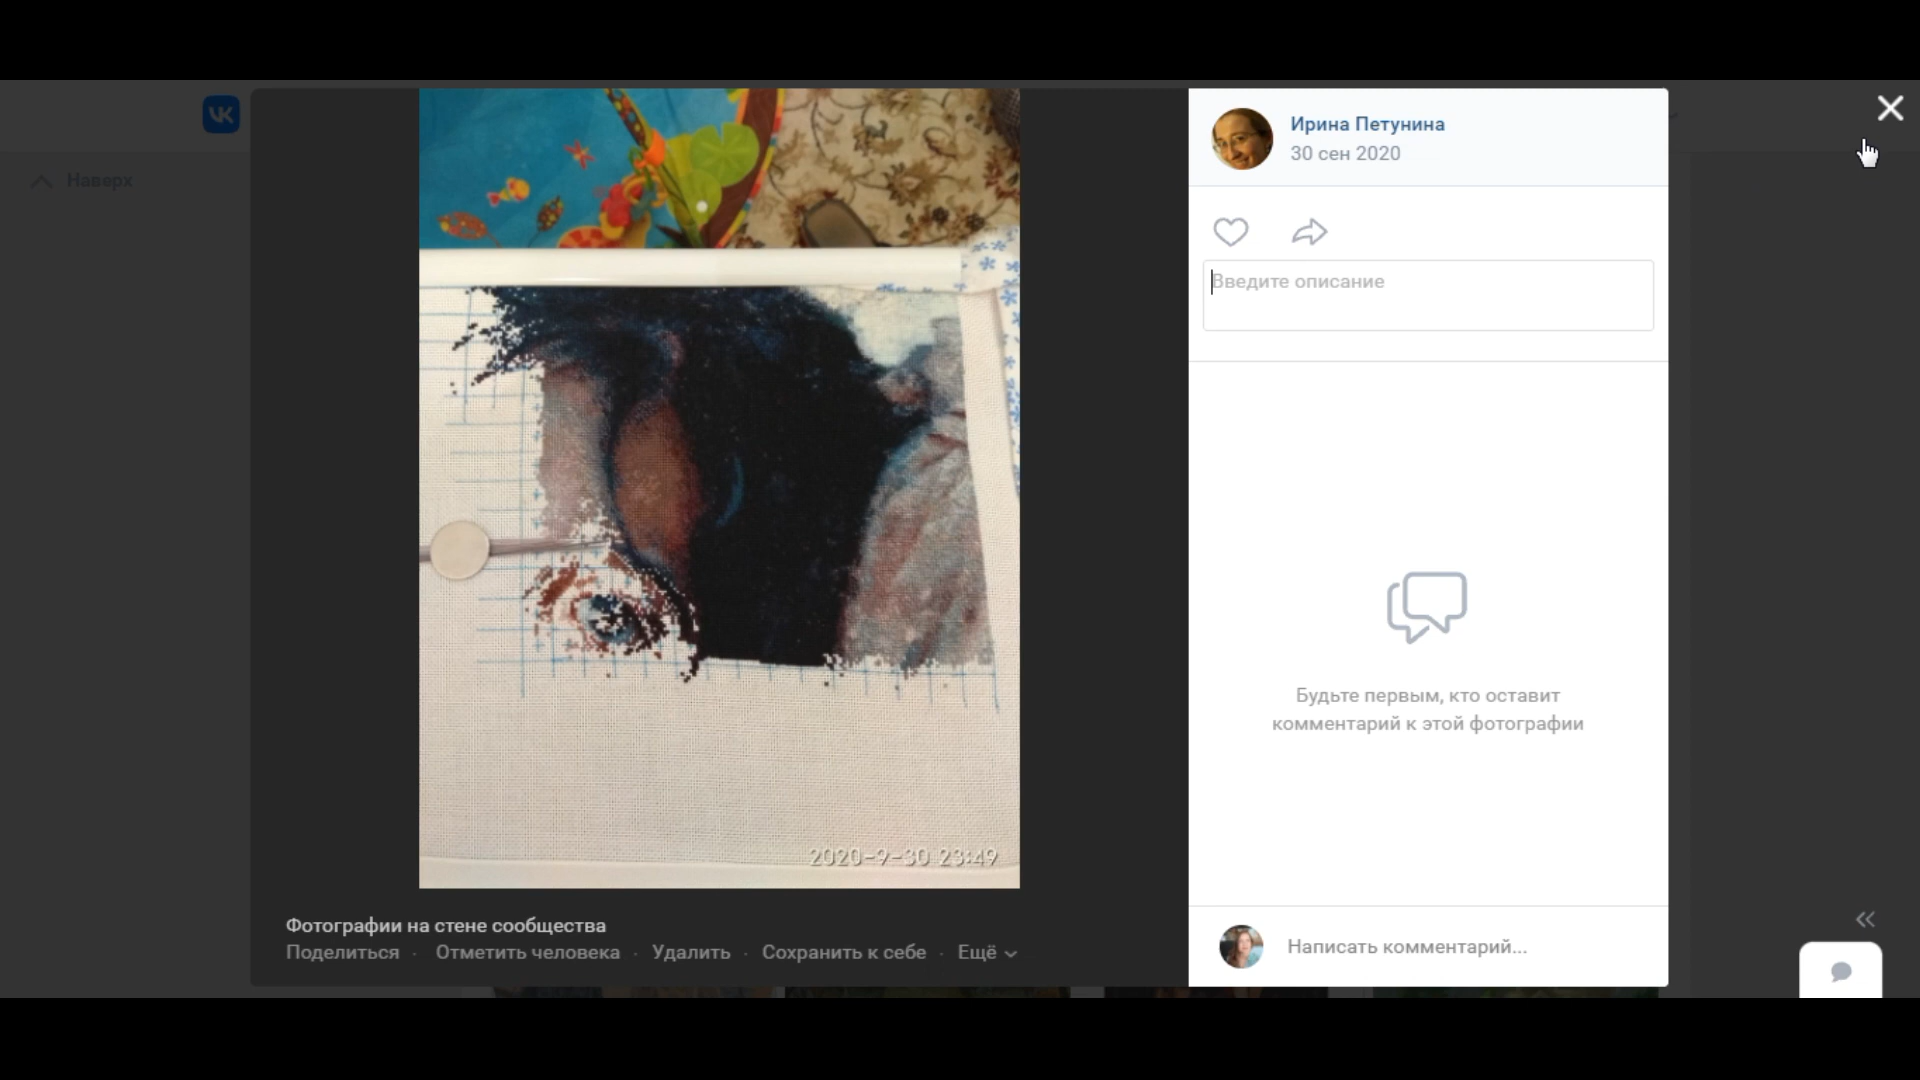 Наверх
Ирина Петунина
30 сен 2020
Введите описание
Будьте первым, кто оставит
комментарий к этой фотографии
2020-9-30 23:49
Фотографии на стене сообщества
Поделиться · Отметить человека · Удалить · Сохранить к себе · Ещё
Написать комментарий...